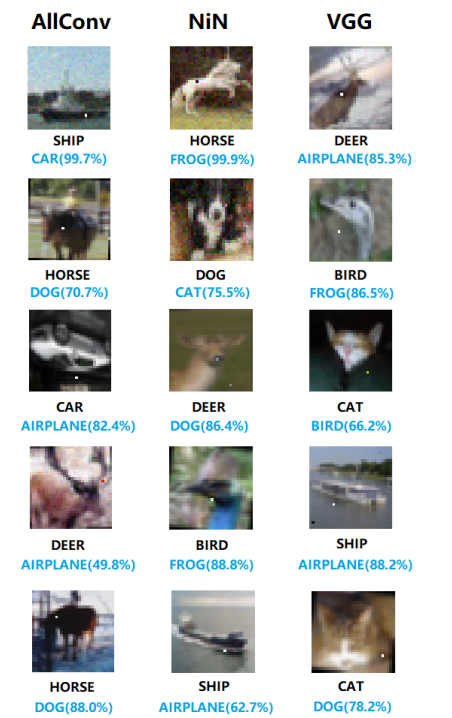 AllConv NiN VGG
SHIP HORSE DEER
CAR(99.7%) FROG(99.9%) AIRPLANE(85.3%)
HORSE DOG BIRD
DOG(70.7%) CAT(75.5%) FROG(86.5%)
CAR DEER CAT
AIRPLANE(82.4%) DOG(86.4%) BIRD(66.2%)
DEER BIRD SHIP
AIRPLANE(49.8%) FROG(88.8%) AIRPLANE(88.2%)
HORSE SHIP CAT
DOG(88.0%) AIRPLANE(62.7%) DOG(78.2%)